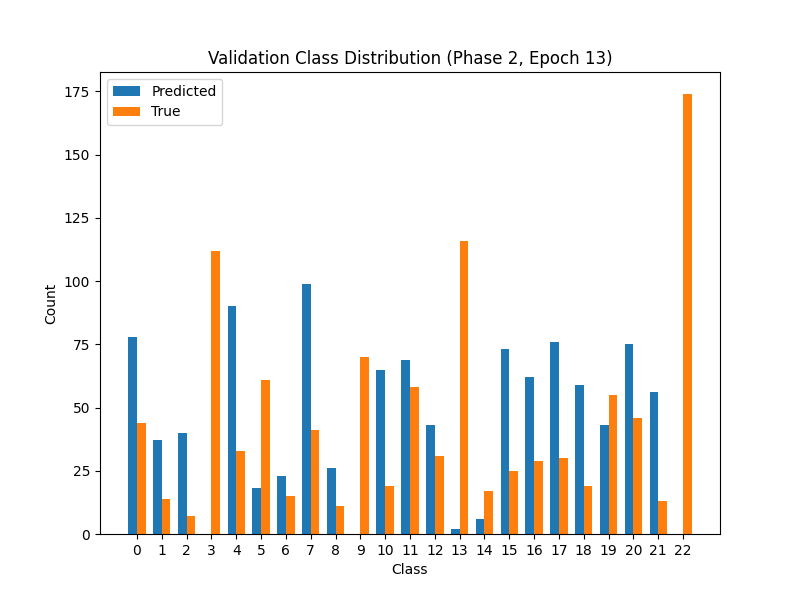 Validation Class Distribution (Phase 2, Epoch 13)
Predicted
True
175
150
125
100
75
50
25
0
Count
0 1 2 3 4 5 6 7 8 9 10 11 12 13 14 15 16 17 18 19 20 21 22
Class